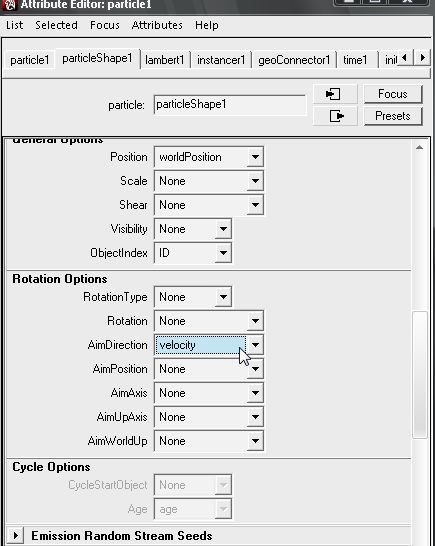 Attribute Editor: particle1
List Selected Focus Attributes Help
particle1 particleShape1 lambert1 instancer1 geoConnector1 time1
particle: particleShape1 Focus
Presets
General Options
Position worldPosition
Scale None
Shear None
Visibility None
ObjectIndex ID
Rotation Options
RotationType None
Rotation None
AimDirection velocity
AimPosition None
AimAxis None
AimUpAxis None
AimWorldUp None
Cycle Options
CycleStartObject None
Age age
Emission Random Stream Seeds